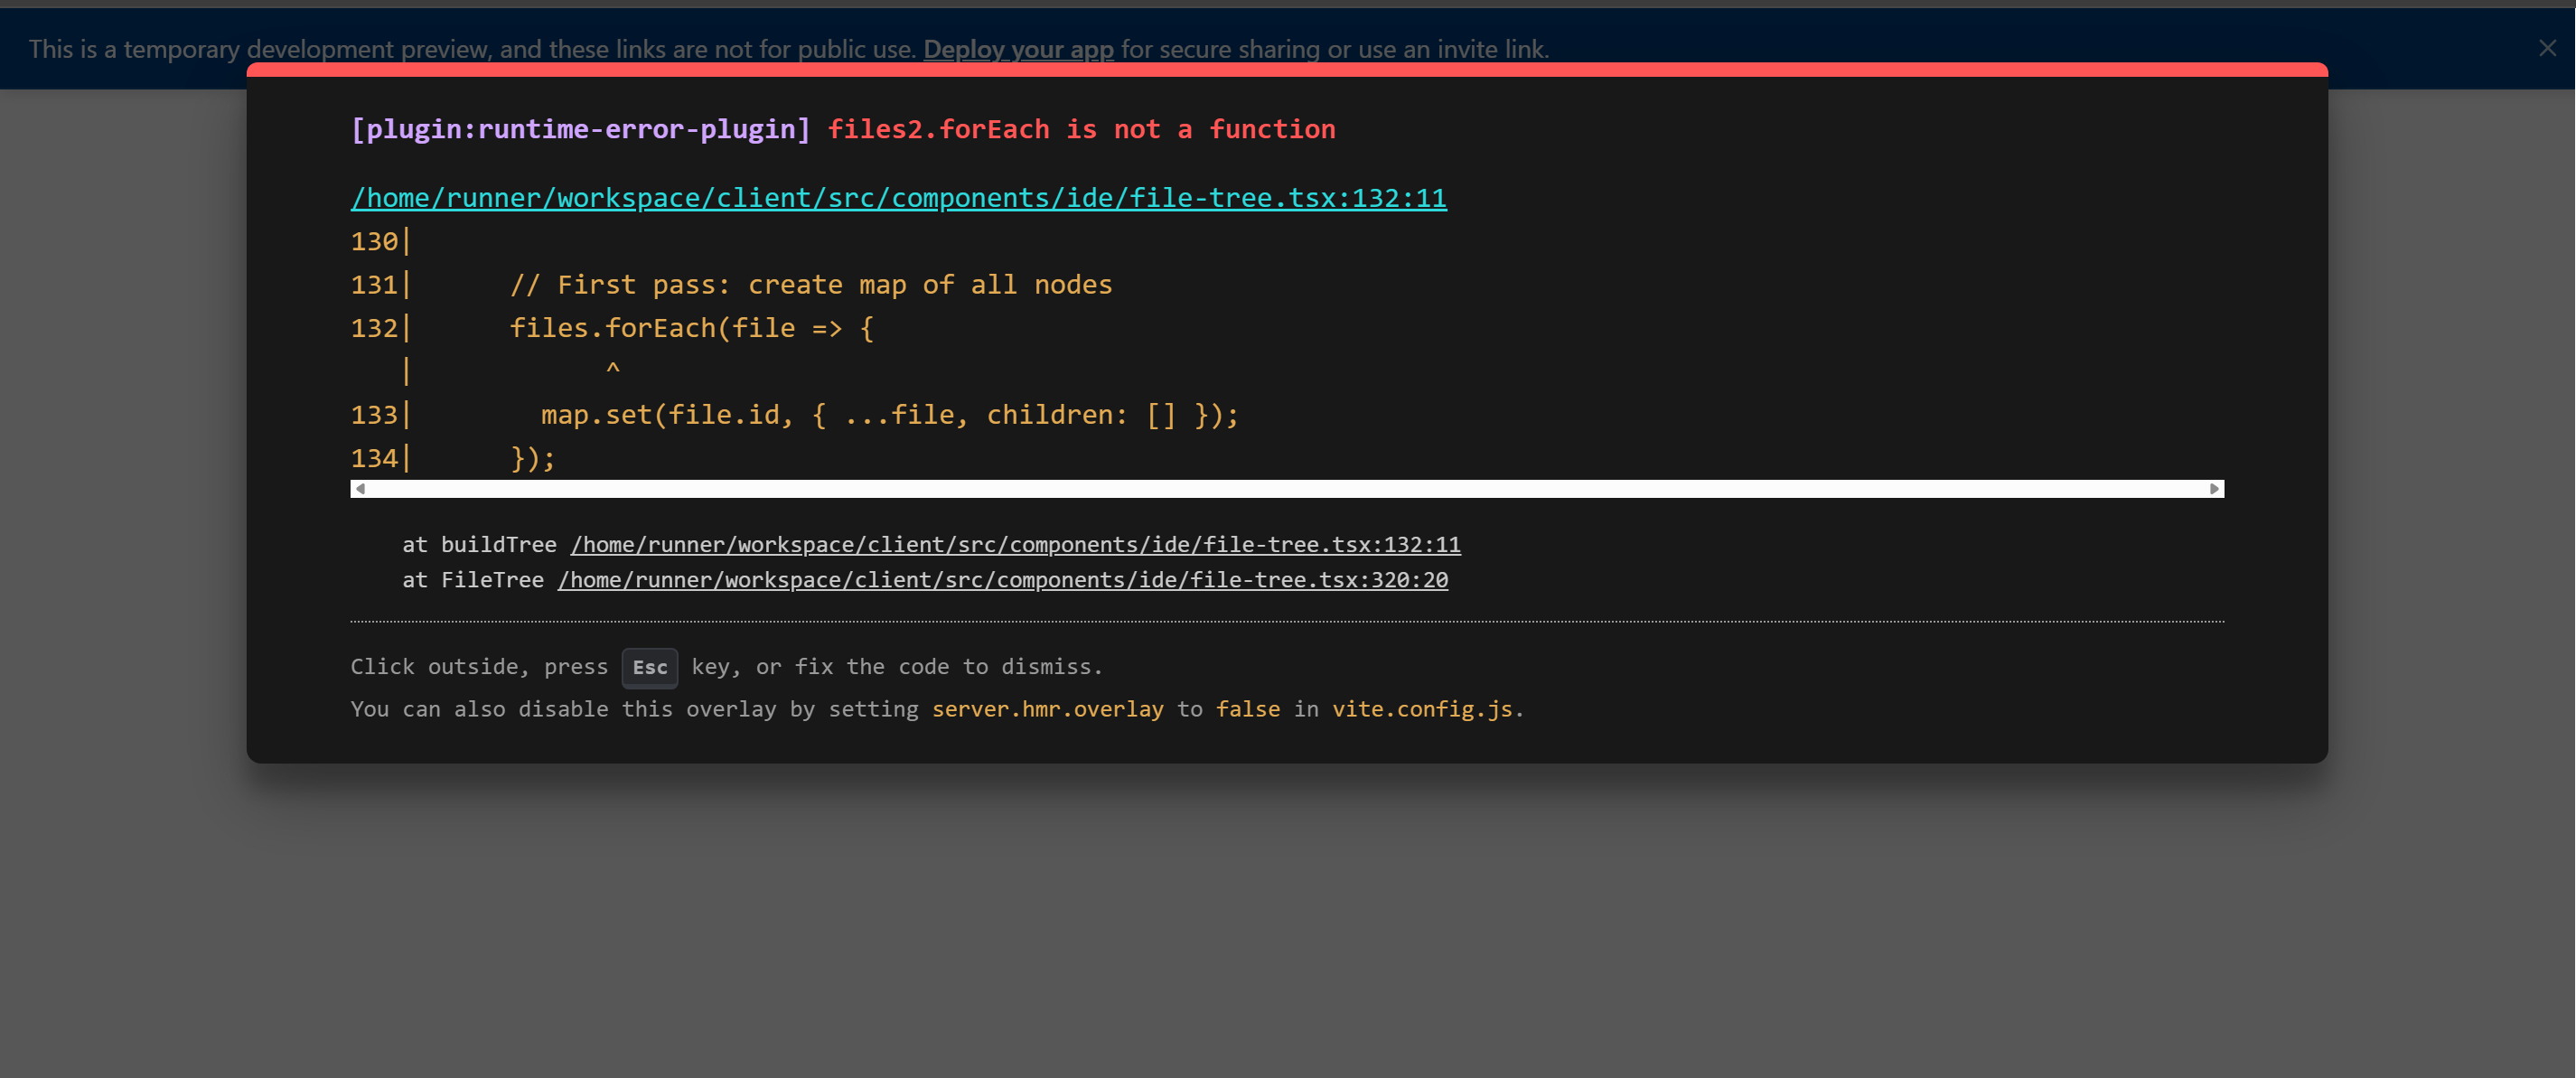 This is a temporary development preview, and these links are not for public use. Deploy your app for secure sharing or use an invite link.
[plugin:runtime-error-plugin] files2.forEach is not a function
/home/runner/workspace/client/src/components/ide/file-tree.tsx:132:11
130|
131|      // First pass: create map of all nodes
132|      files.forEach(file => {
   |            ^
133|        map.set(file.id, { ...file, children: [] });
134|      });
at buildTree /home/runner/workspace/client/src/components/ide/file-tree.tsx:132:11
at FileTree /home/runner/workspace/client/src/components/ide/file-tree.tsx:320:20
Click outside, press Esc key, or fix the code to dismiss.
You can also disable this overlay by setting server.hmr.overlay to false in vite.config.js.